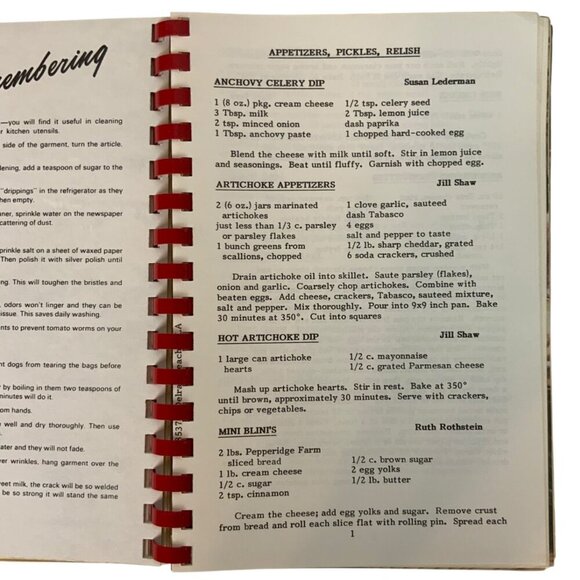 membering
—you will find it useful in cleaning
kitchen utensils.
side of the garment, turn the article.
dening, add a teaspoon of sugar to the
"drippings" in the refrigerator as they
then empty.
ner, sprinkle water on the newspaper
cattering of dust.
prinkle salt on a sheet of waxed paper
Then polish it with silver polish until
ing. This will toughen the bristles and
odors won't linger and they can be
issue. This saves daily washing.
nts to prevent tomato worms on your
nt dogs from tearing the bags before
by boiling in them two teaspoons of
minutes will do it.
om hands.
well and dry thoroughly. Then use
ater and they will not fade.
ver wrinkles, hang garment over the
eet milk, the crack will be so welded
be so strong it will stand the same
APPETIZERS, PICKLES, RELISH
ANCHOVY CELERY DIP Susan Lederman
1 (8 oz.) pkg. cream cheese 1/2 tsp. celery seed
3 Tbsp. milk 2 Tbsp. lemon juice
2 tsp. minced onion dash paprika
1 Tbsp. anchovy paste 1 chopped hard-cooked egg
Blend the cheese with milk until soft. Stir in lemon juice
and seasonings. Beat until fluffy. Garnish with chopped egg.
ARTICHOKE APPETIZERS Jill Shaw
2 (6 oz.) jars marinated 1 clove garlic, sauteed
artichokes dash Tabasco
just less than 1/3 c. parsley 4 eggs
or parsley flakes salt and pepper to taste
1 bunch greens from 1/2 lb. sharp cheddar, grated
scallions, chopped 6 soda crackers, crushed
Drain artichoke oil into skillet. Saute parsley (flakes),
onion and garlic. Coarsely chop artichokes. Combine with
beaten eggs. Add cheese, crackers, Tabasco, sauteed mixture,
salt and pepper. Mix thoroughly. Pour into 9x9 inch pan. Bake
30 minutes at 350°. Cut into squares
HOT ARTICHOKE DIP Jill Shaw
1 large can artichoke 1/2 c. mayonnaise
hearts 1/2 c. grated Parmesan cheese
Mash up artichoke hearts. Stir in rest. Bake at 350°
until brown, approximately 30 minutes. Serve with crackers,
chips or vegetables.
MINI BLINI'S Ruth Rothstein
2 lbs. Pepperidge Farm 1/2 c. brown sugar
sliced bread 2 egg yolks
1 lb. cream cheese 1/2 lb. butter
1/2 c. sugar
2 tsp. cinnamon
Cream the cheese; add egg yolks and sugar. Remove crust
from bread and roll each slice flat with rolling pin. Spread each
1